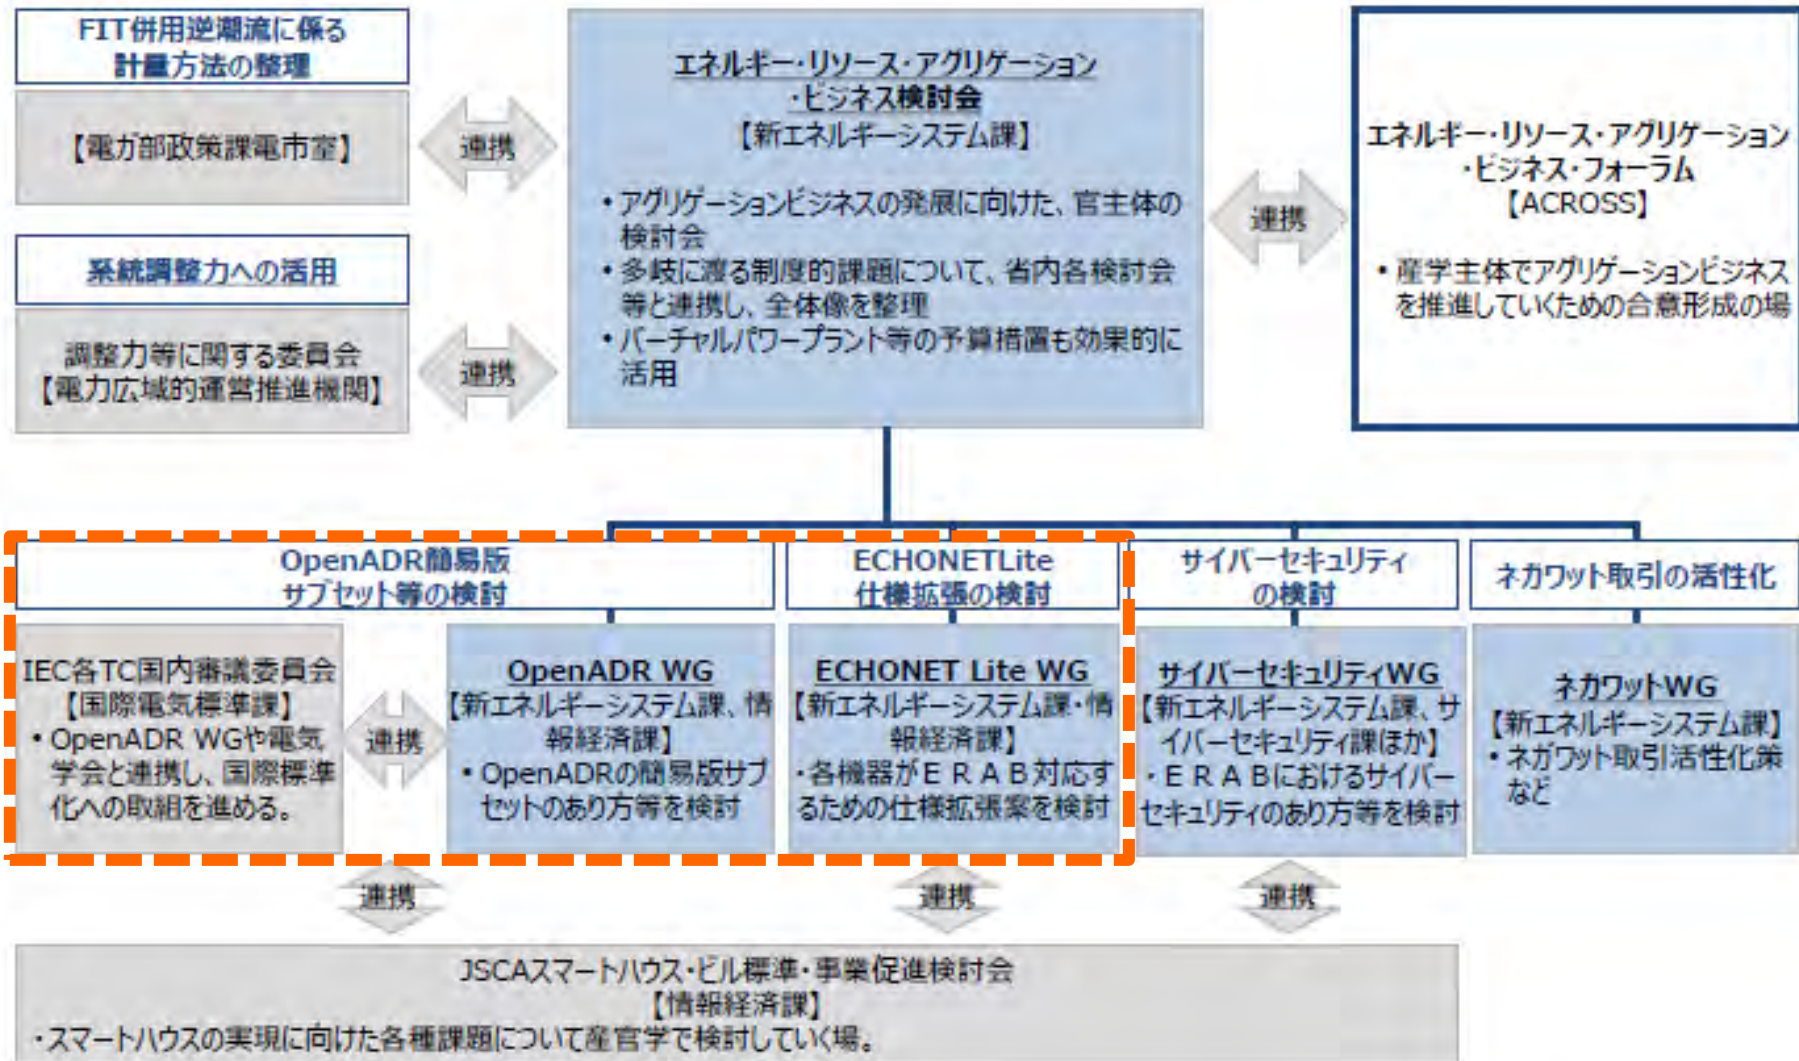 FIT併用逆潮流に係る
計量方法の整理
【電ガ部政策課電市室】
連携
系統調整力への活用
調整力等に関する委員会
【電力広域的運営推進機関】
連携
エネルギー・リソース・アグリゲーション
・ビジネス検討会
【新エネルギーシステム課】
・アグリゲーションビジネスの発展に向けた、官主体の
検討会
・多岐に渡る制度的課題について、省内各検討会
等と連携し、全体像を整理
・バーチャルパワープラント等の予算措置も効果的に
活用
連携
エネルギー・リソース・アグリゲーション
・ビジネス・フォーラム
【ACROSS】
・産学主体でアグリゲーションビジネス
を推進していくための合意形成の場
OpenADR簡易版
サブセット等の検討
IEC各TC国内審議委員会
【国際電気標準課】
・OpenADR WGや電気
学会と連携し、国際標準
化への取組を進める。
連携
OpenADR WG
【新エネルギーシステム課、情
報経済課】
・OpenADRの簡易版サブ
セットのあり方等を検討
ECHONETLite
仕様拡張の検討
ECHONET Lite WG
【新エネルギーシステム課・情
報経済課】
・各機器がＥＲＡＢ対応す
るための仕様拡張案を検討
サイバーセキュリティ
の検討
サイバーセキュリティWG
【新エネルギーシステム課、サ
イバーセキュリティ課ほか】
・ＥＲＡＢにおけるサイバー
セキュリティのあり方等を検討
ネガワット取引の活性化
ネガワットWG
【新エネルギーシステム課】
・ネガワット取引活性化策
など
連携
連携
連携
JSCAスマートハウス・ビル標準・事業促進検討会
【情報経済課】
・スマートハウスの実現に向けた各種課題について産官学で検討していく場。